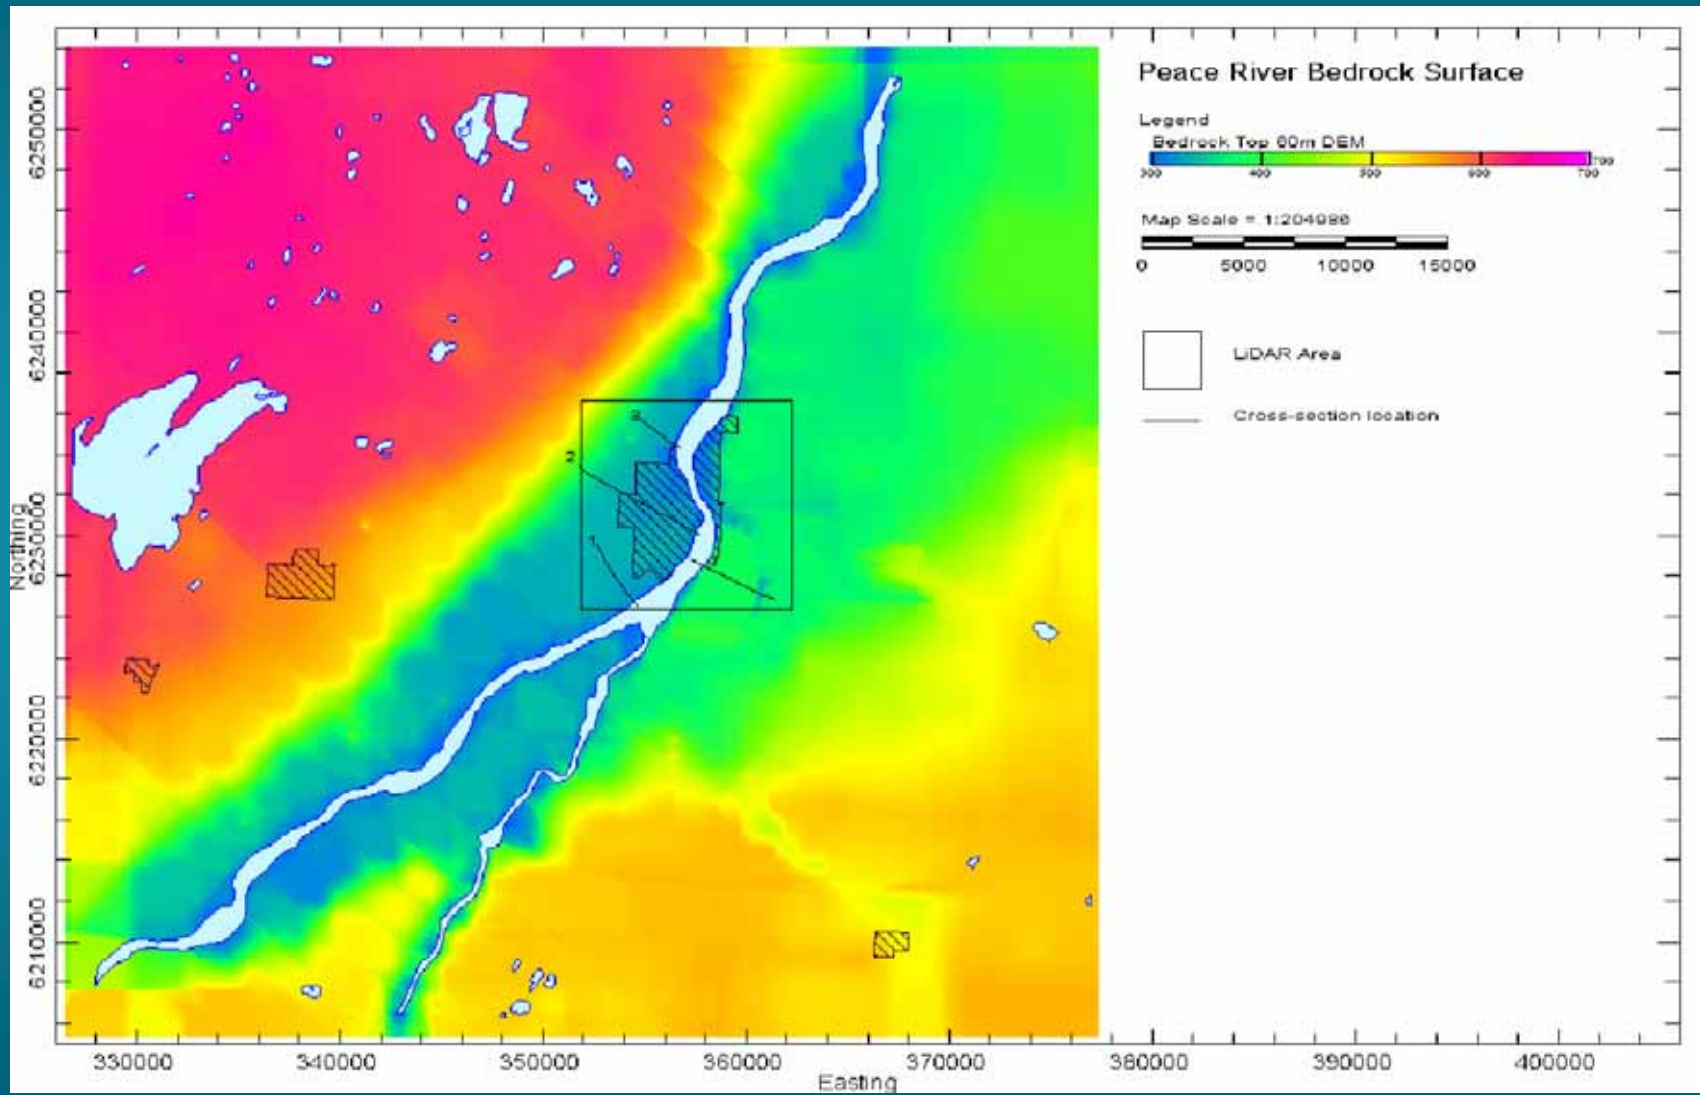 Peace River Bedrock Surface
Legend
Bedrock Top 60m DEM
300 400 500 600 700
Map Scale = 1:204986
0 5000 10000 15000
LiDAR Area
Cross-section location
3
2
1
Northing
6250000
6240000
6230000
6220000
6210000
330000 340000 350000 360000 370000 380000 390000 400000
Easting